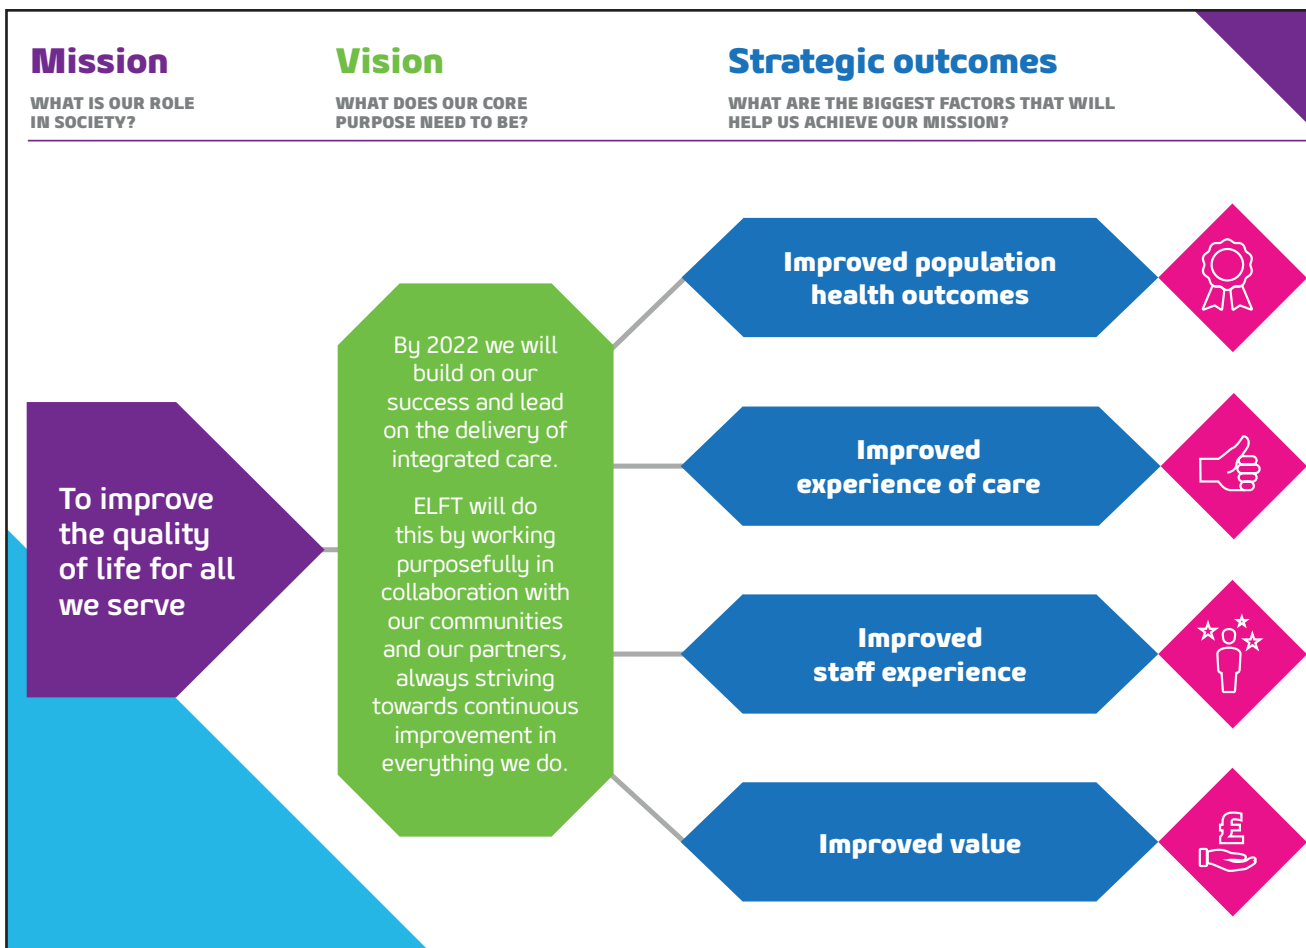 Mission
WHAT IS OUR ROLE
IN SOCIETY?
Vision
WHAT DOES OUR CORE
PURPOSE NEED TO BE?
Strategic outcomes
WHAT ARE THE BIGGEST FACTORS THAT WILL
HELP US ACHIEVE OUR MISSION?
To improve
the quality
of life for all
we serve
By 2022 we will
build on our
success and lead
on the delivery of
integrated care.
ELFT will do
this by working
purposefully in
collaboration with
our communities
and our partners,
always striving
towards continuous
improvement in
everything we do.
Improved population
health outcomes
Improved
experience of care
Improved
staff experience
Improved value
£